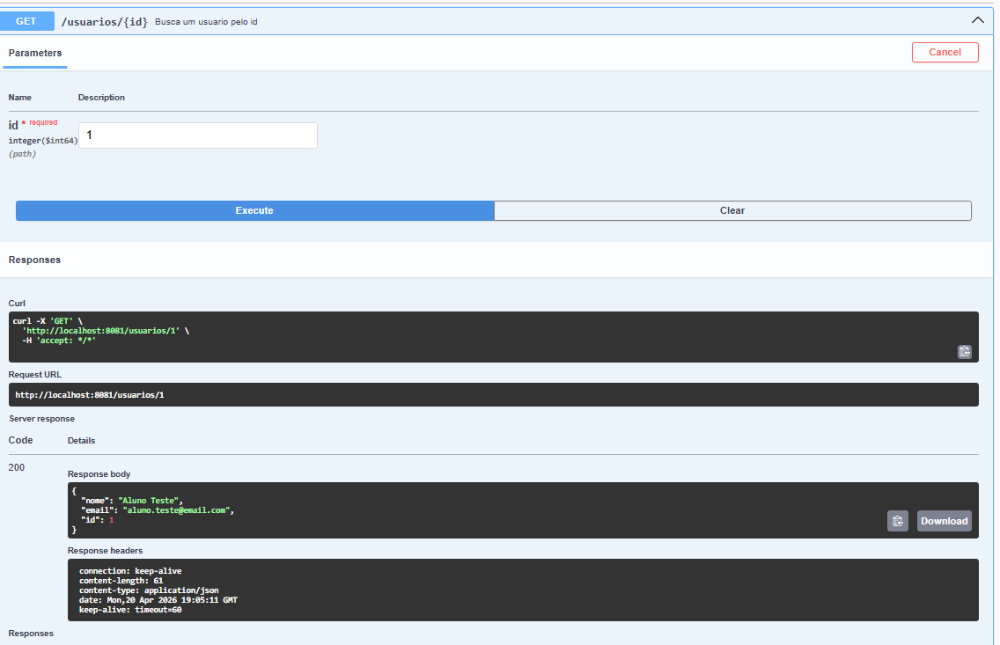 GET /usuarios/{id} Busca um usuario pelo id
Parameters
Cancel
Name Description
id * required
integer($int64)
(path)
1
Execute Clear
Responses
Curl
curl -X 'GET' \
'http://localhost:8081/usuarios/1' \
-H 'accept: */*'
Request URL
http://localhost:8081/usuarios/1
Server response
Code Details
200
Response body
{
"nome": "Aluno Teste",
"email": "aluno.teste@email.com",
"id": 1
}
Download
Response headers
connection: keep-alive
content-length: 61
content-type: application/json
date: Mon,20 Apr 2026 19:05:11 GMT
keep-alive: timeout=60
Responses